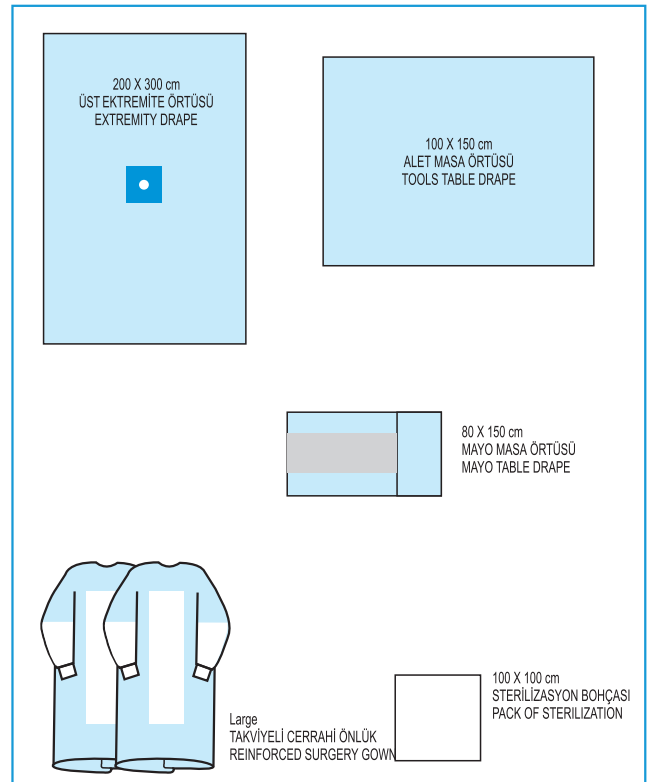 200 X 300 cm
ÜST EKTREMİTE ÖRTÜSÜ
EXTREMITY DRAPE
100 X 150 cm
ALET MASA ÖRTÜSÜ
TOOLS TABLE DRAPE
80 X 150 cm
MAYO MASA ÖRTÜSÜ
MAYO TABLE DRAPE
Large
TAKVİYELİ CERRAHİ ÖNLÜK
REINFORCED SURGERY GOWN
100 X 100 cm
STERİLİZASYON BOHÇASI
PACK OF STERILIZATION